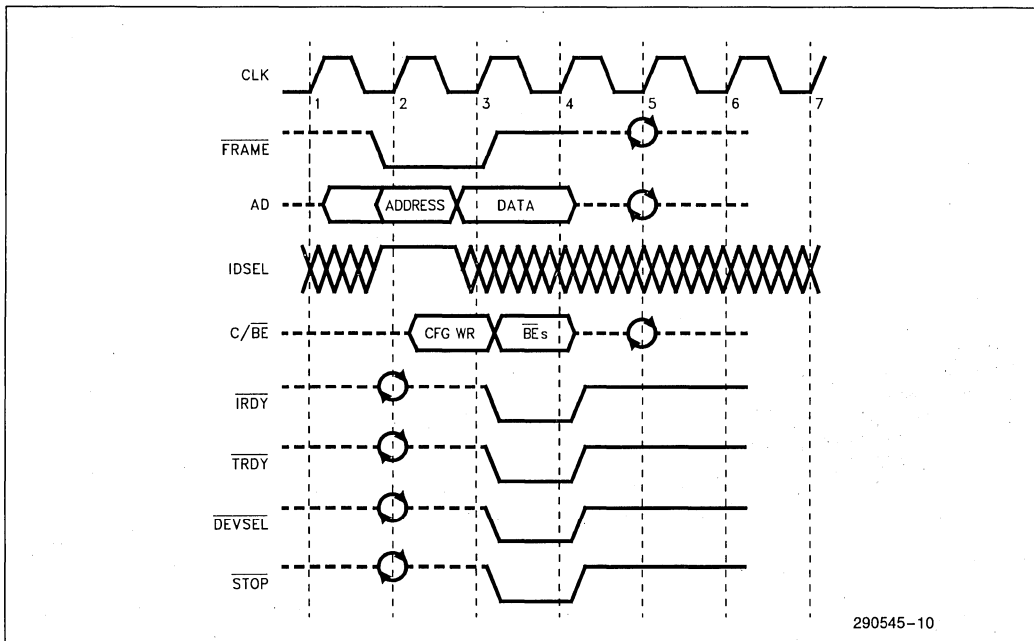 CLK
1 2 3 4 5 6 7
FRAME
AD ADDRESS DATA
IDSEL
C/BE CFG WR BEs
IRDY
TRDY
DEVSEL
STOP
290545-10